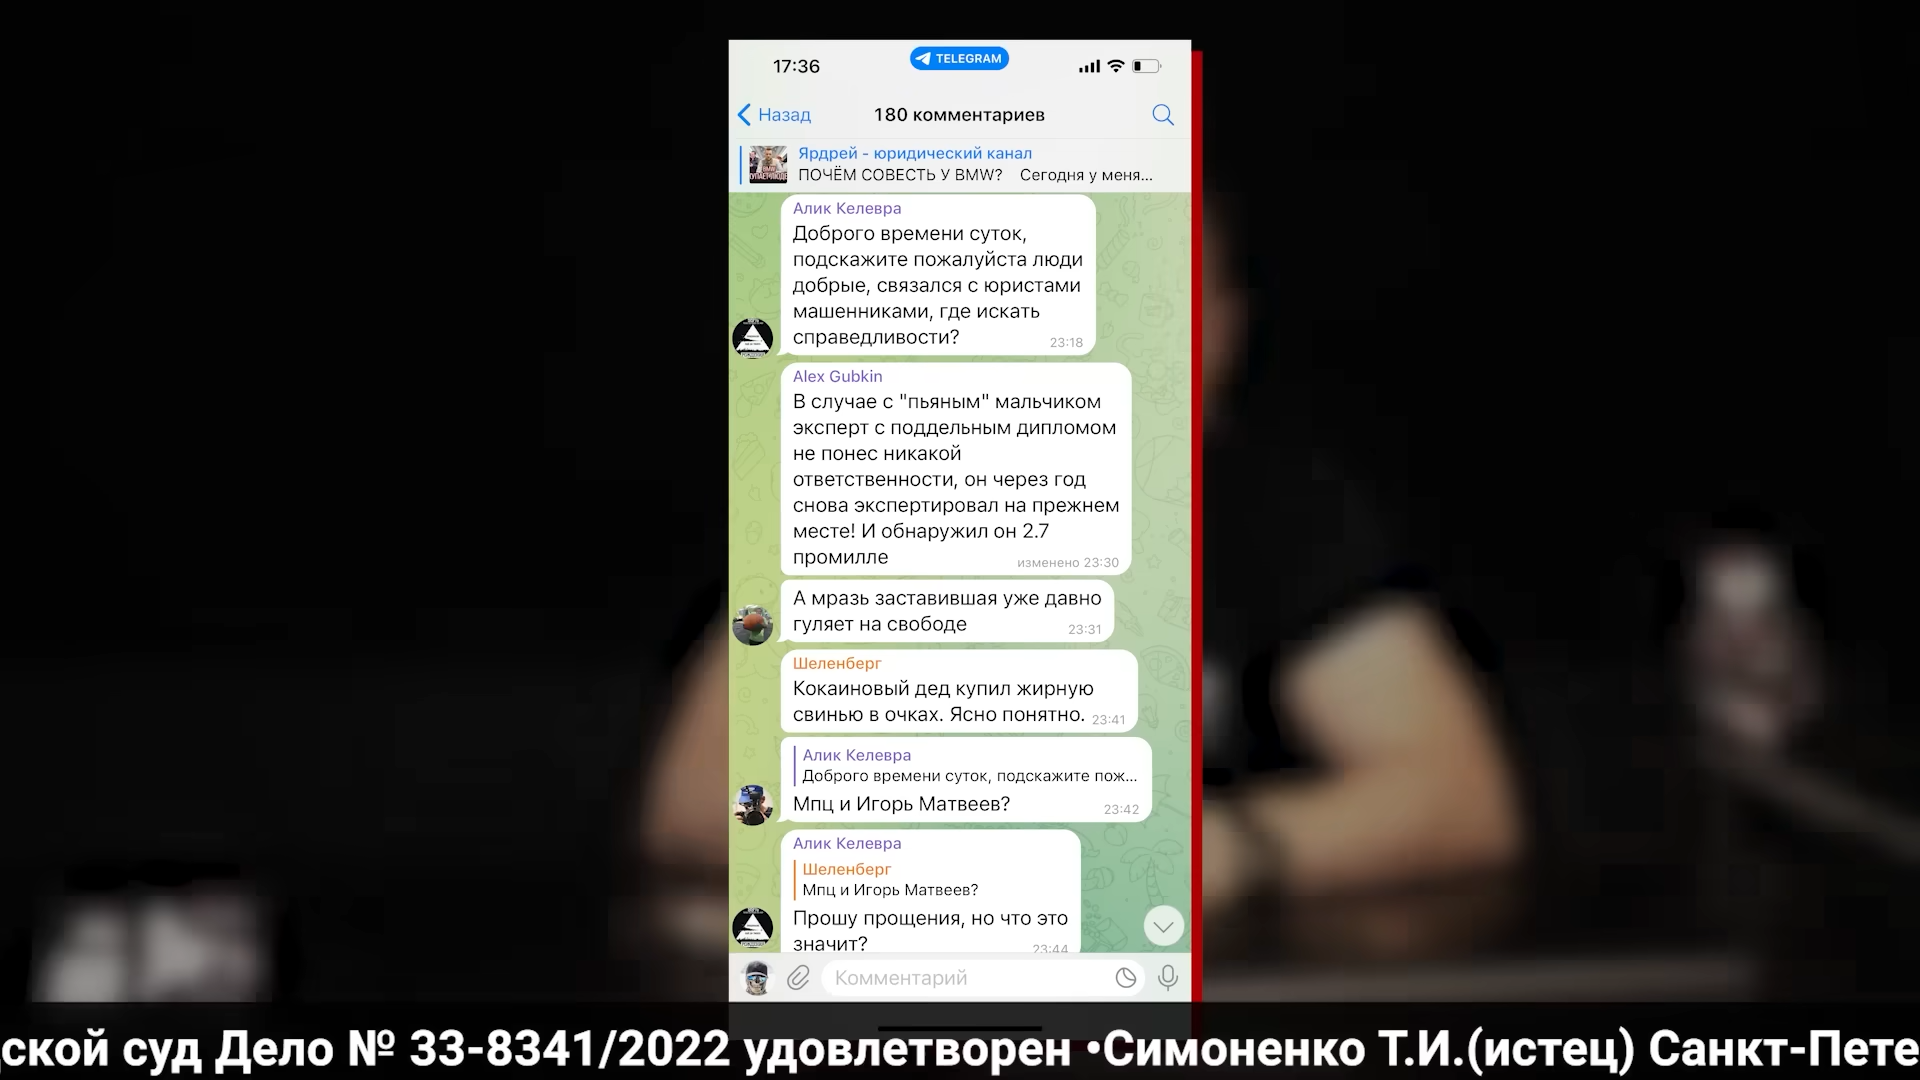 17:36
TELEGRAM
Назад
180 комментариев
Ярдрей - юридический канал
ПОЧЁМ СОВЕСТЬ У BMW? Сегодня у меня...
Алик Келевра
Доброго времени суток,
подскажите пожалуйста люди
добрые, связался с юристами
машенниками, где искать
справедливости?
23:18
Alex Gubkin
В случае с "пьяным" мальчиком
эксперт с поддельным дипломом
не понес никакой
ответственности, он через год
снова экспертировал на прежнем
месте! И обнаружил он 2.7
промилле
изменено 23:30
А мразь заставившая уже давно
гуляет на свободе
23:31
Шеленберг
Кокаиновый дед купил жирную
свинью в очках. Ясно понятно.
23:41
Алик Келевра
Доброго времени суток, подскажите пож...
Мпц и Игорь Матвеев?
23:42
Алик Келевра
Шеленберг
Мпц и Игорь Матвеев?
Прошу прощения, но что это
значит?
23:44
Комментарий
ской суд Дело № 33-8341/2022 удовлетворен •Симоненко Т.И.(истец) Санкт-Пете